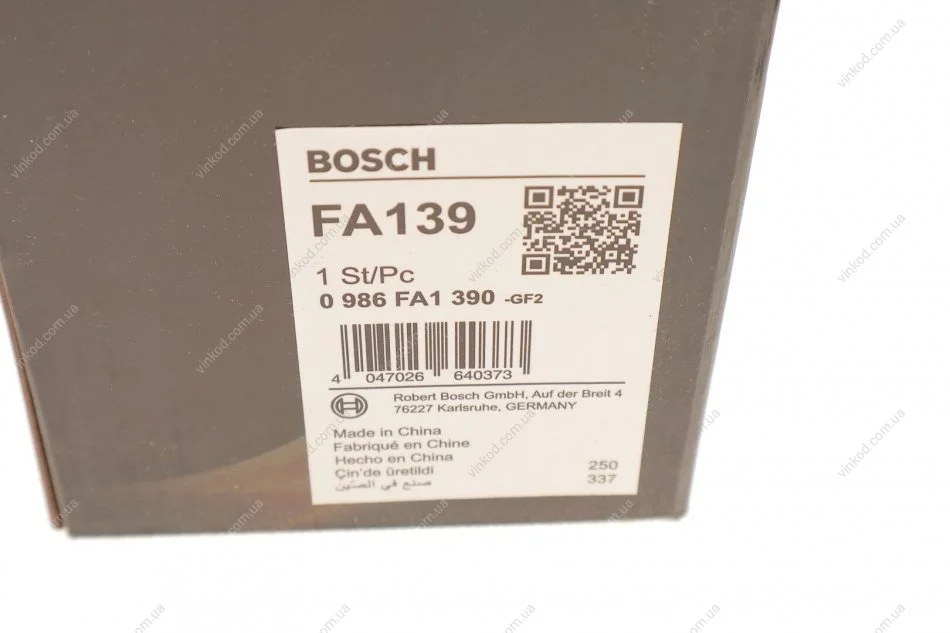 BOSCH
FA139
1 St/Pc
0 986 FA1 390 -GF2
4 047026 640373
Robert Bosch GmbH, Auf der Breit 4
76227 Karlsruhe, GERMANY
Made in China
Fabriqué en Chine
Hecho en China
Çin'de üretildi
صنع في الصين
250
337
vinkod.com.ua